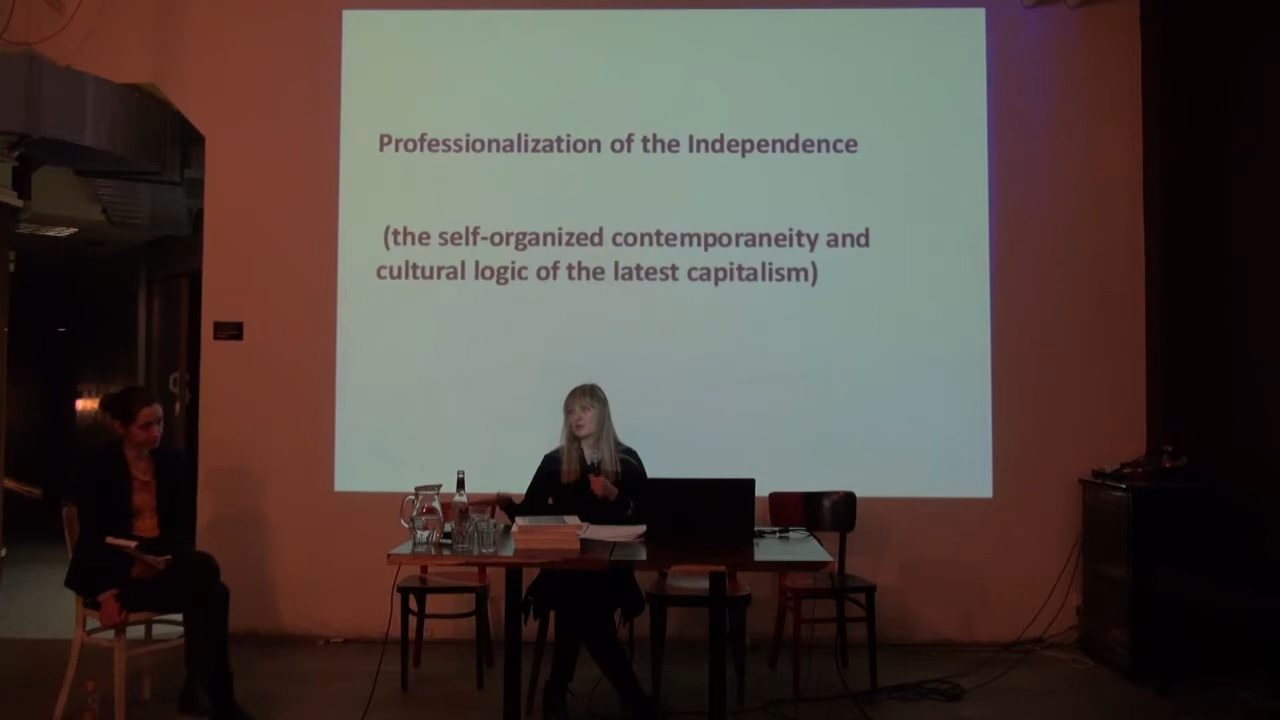 Professionalization of the Independence
(the self-organized contemporaneity and
cultural logic of the latest capitalism)